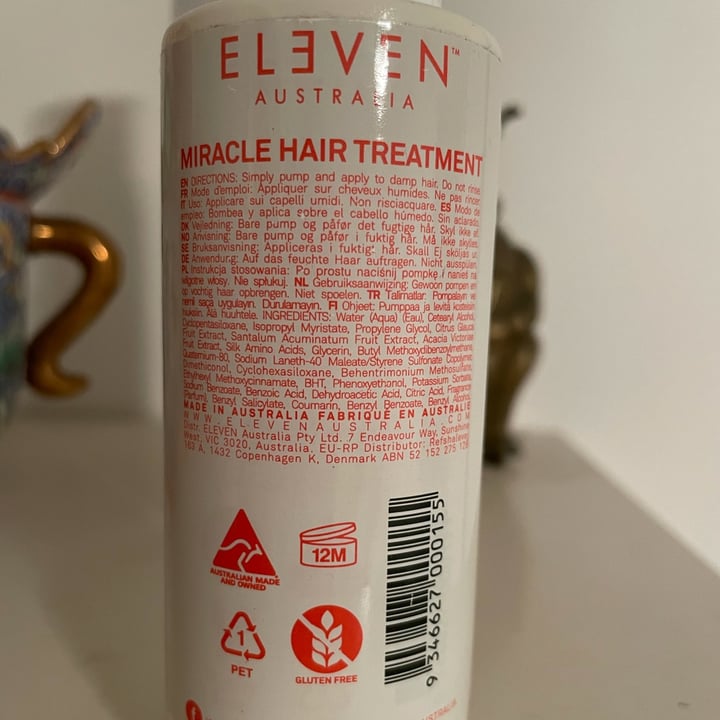 ELEVEN™
AUSTRALIA
MIRACLE HAIR TREATMENT
EN DIRECTIONS: Simply pump and apply to damp hair. Do not rinse.
FR Mode d'emploi: Appliquer sur cheveux humides. Ne pas rincer.
IT Uso: Applicare sui capelli umidi. Non risciacquare. ES Modo de
empleo: Bombea y aplica sobre el cabello húmedo. Sin aclarado.
DK Vejledning: Bare pump og påfør det fugtige hår. Skyl ikke af.
NO Anvisning: Bare pump og påfør i fuktig hår. Må ikke skylles.
SE Bruksanvisning: Appliceras i fuktigt hår. Skall Ej sköljas ur.
DE Anwendung: Auf das feuchte Haar auftragen. Nicht ausspülen.
PL Instrukcja stosowania: Po prostu naciśnij pompkę i nanieś na
wilgotne włosy. Nie spłukuj. NL Gebruiksaanwijzing: Gewoon pompen en
op vochtig haar opbrengen. Niet spoelen. TR Talimatlar: Pompalayın ve
nemli saça uygulayın. Durulamayın. FI Ohjeet: Pumppaa ja levitä kosteisiin
hiuksiin. Älä huuhtele. INGREDIENTS: Water (Aqua) (Eau), Cetearyl Alcohol,
Cyclopentasiloxane, Isopropyl Myristate, Propylene Glycol, Citrus Glauca
Fruit Extract, Santalum Acuminatum Fruit Extract, Acacia Victoriae
Fruit Extract, Silk Amino Acids, Glycerin, Butyl Methoxydibenzoylmethane,
Quaternium-80, Sodium Laneth-40 Maleate/Styrene Sulfonate Copolymer,
Dimethiconol, Cyclohexasiloxane, Behentrimonium Methosulfate,
Ethylhexyl Methoxycinnamate, BHT, Phenoxyethanol, Potassium Sorbate,
Sodium Benzoate, Benzoic Acid, Dehydroacetic Acid, Citric Acid, Fragrance
(Parfum), Benzyl Salicylate, Coumarin, Benzyl Benzoate, Benzyl Alcohol.
MADE IN AUSTRALIA FABRIQUÉ EN AUSTRALIE
WWW.ELEVENAUSTRALIA.COM
Distr. ELEVEN Australia Pty Ltd. 7 Endeavour Way, Sunshine
West, VIC 3020, Australia. EU-RP Distributor: Refshalevej
163 A, 1432 Copenhagen K, Denmark ABN 52 152 275 126
AUSTRALIAN MADE
AND OWNED
12M
1
PET
GLUTEN FREE
9 346627 000155